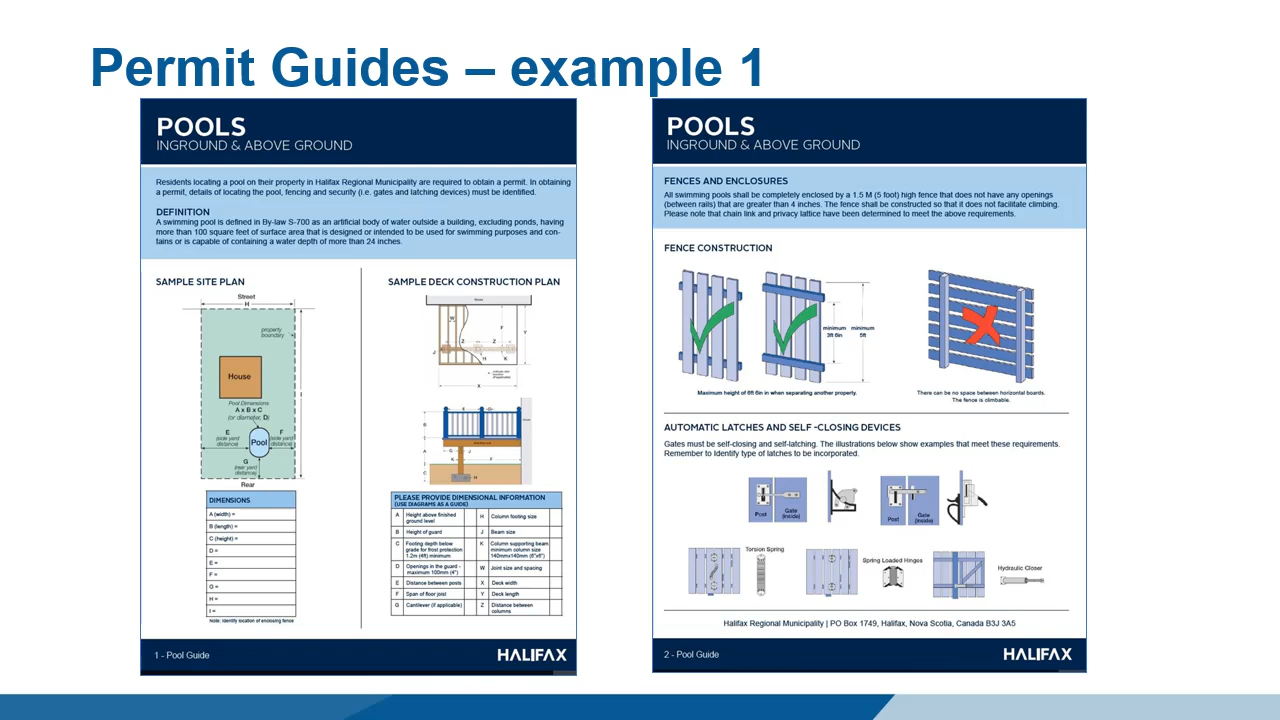 Permit Guides – example 1
POOLS
INGROUND & ABOVE GROUND
Residents locating a pool on their property in Halifax Regional Municipality are required to obtain a permit. In obtaining
a permit, details of locating the pool, fencing and security (i.e. gates and latching devices) must be identified.
DEFINITION
A swimming pool is defined in By-law S-700 as an artificial body of water outside a building, excluding ponds, having
more than 100 square feet of surface area that is designed or intended to be used for swimming purposes and con-
tains or is capable of containing a water depth of more than 24 inches.
SAMPLE SITE PLAN
Street
H
property
boundary
House
Pool Dimensions
A x B x C
(or diameter, D)
E
(side yard
distance)
Pool
F
(side yard
distance)
G
(rear yard
distance)
Rear
DIMENSIONS
A (width) =
B (length) =
C (height) =
D =
E =
F =
G =
H =
I =
Note: Identify location of enclosing fence
SAMPLE DECK CONSTRUCTION PLAN
House
W
F
Y
Z
Z
J
H
K
X
E
D
B
A
G
J
K
F
C
H
PLEASE PROVIDE DIMENSIONAL INFORMATION
(USE DIAGRAMS AS A GUIDE)
A Height above finished
ground level
H Column footing size
B Height of guard
J Beam size
C Footing depth below
grade for frost protection
1.2m (4ft) minimum
K Column supporting beam
minimum column size
140mmx140mm (6"x6")
D Openings in the guard -
maximum 100mm (4")
W Joist size and spacing
E Distance between posts
X Deck width
F Span of floor joist
Y Deck length
G Cantilever (if applicable)
Z Distance between
columns
1 - Pool Guide
HALIFAX
POOLS
INGROUND & ABOVE GROUND
FENCES AND ENCLOSURES
All swimming pools shall be completely enclosed by a 1.5 M (5 foot) high fence that does not have any openings
(between rails) that are greater than 4 inches. The fence shall be constructed so that it does not facilitate climbing.
Please note that chain link and privacy lattice have been determined to meet the above requirements.
FENCE CONSTRUCTION
minimum
3ft 6in
minimum
5ft
Maximum height of 6ft 6in when separating another property.
There can be no space between horizontal boards.
The fence is climbable.
AUTOMATIC LATCHES AND SELF -CLOSING DEVICES
Gates must be self-closing and self-latching. The illustrations below show examples that meet these requirements.
Remember to Identify type of latches to be incorporated.
Post
Gate
(inside)
Post
Gate
(inside)
Torsion Spring
Spring Loaded Hinges
Hydraulic Closer
Halifax Regional Municipality | PO Box 1749, Halifax, Nova Scotia, Canada B3J 3A5
2 - Pool Guide
HALIFAX